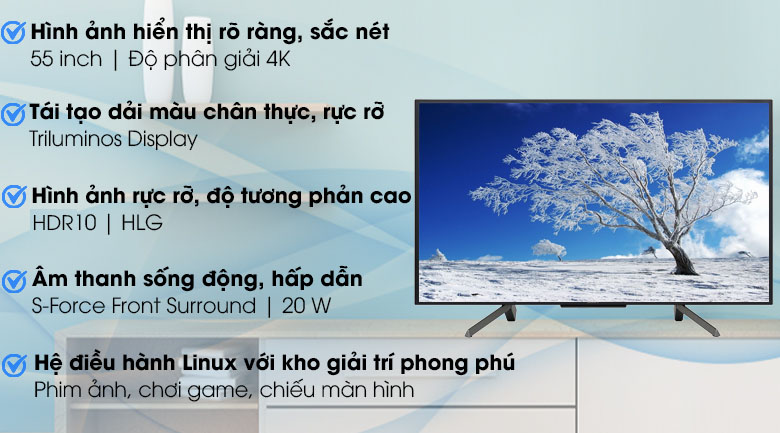 Hình ảnh hiển thị rõ ràng, sắc nét
55 inch | Độ phân giải 4K
Tái tạo dải màu chân thực, rực rỡ
Triluminos Display
Hình ảnh rực rỡ, độ tương phản cao
HDR10 | HLG
Âm thanh sống động, hấp dẫn
S-Force Front Surround | 20 W
Hệ điều hành Linux với kho giải trí phong phú
Phim ảnh, chơi game, chiếu màn hình